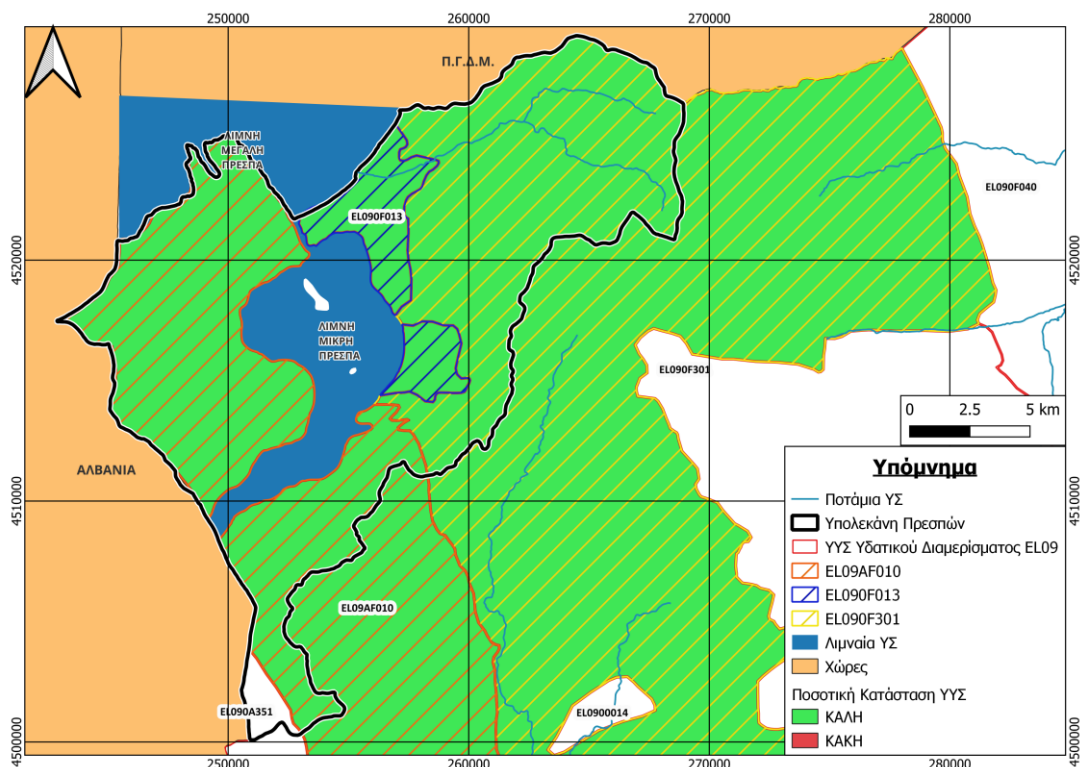 250000
260000
270000
280000
Π.Γ.Δ.Μ.
ΛΙΜΝΗ
ΜΕΓΑΛΗ
ΠΡΕΣΠΑ
EL090F040
EL090F013
4520000
4520000
ΛΙΜΝΗ
ΜΙΚΡΗ
ΠΡΕΣΠΑ
EL090F301
0 2.5 5 km
ΑΛΒΑΝΙΑ
Υπόμνημα
Ποτάμια ΥΣ
Υπολεκάνη Πρεσπών
ΥΥΣ Υδατικού Διαμερίσματος EL09
EL09AF010
EL090F013
EL090F301
Λιμναία ΥΣ
Χώρες
Ποσοτική Κατάσταση ΥΥΣ
ΚΑΛΗ
ΚΑΚΗ
4510000
4510000
EL09AF010
EL090A351
EL0900014
4500000
4500000
250000
260000
270000
280000